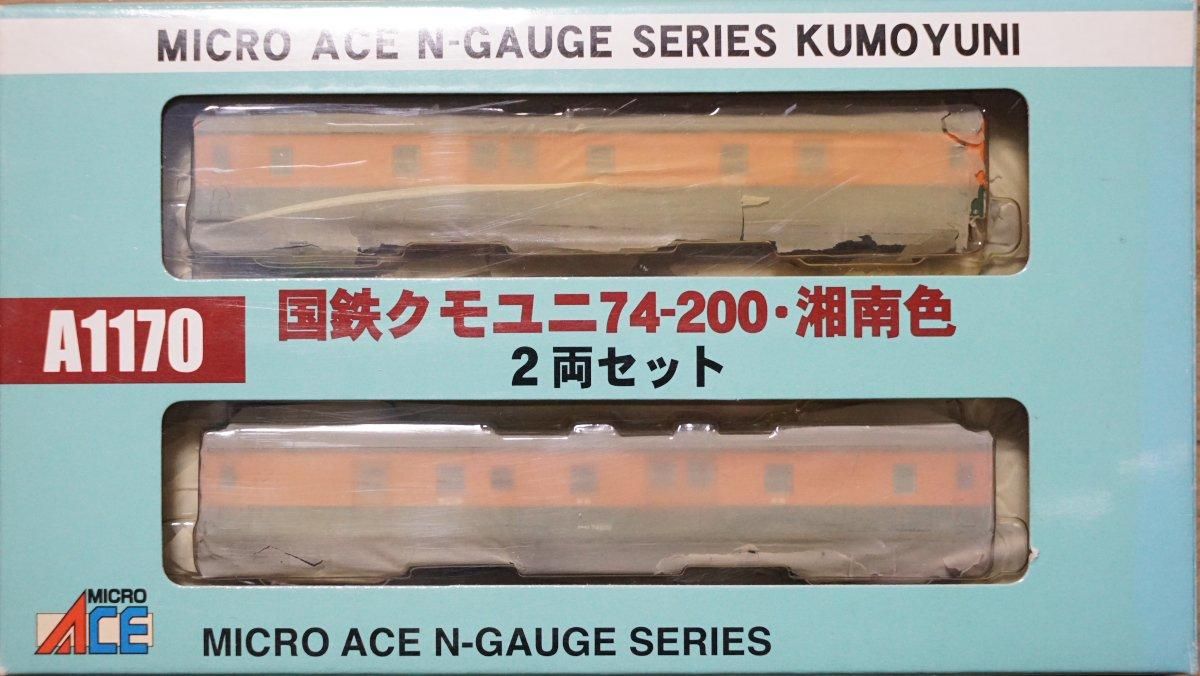 MICRO ACE N-GAUGE SERIES KUMOYUNI
A1170
国鉄クモユニ74-200・湘南色
2両セット
MICRO
ACE
MICRO ACE N-GAUGE SERIES